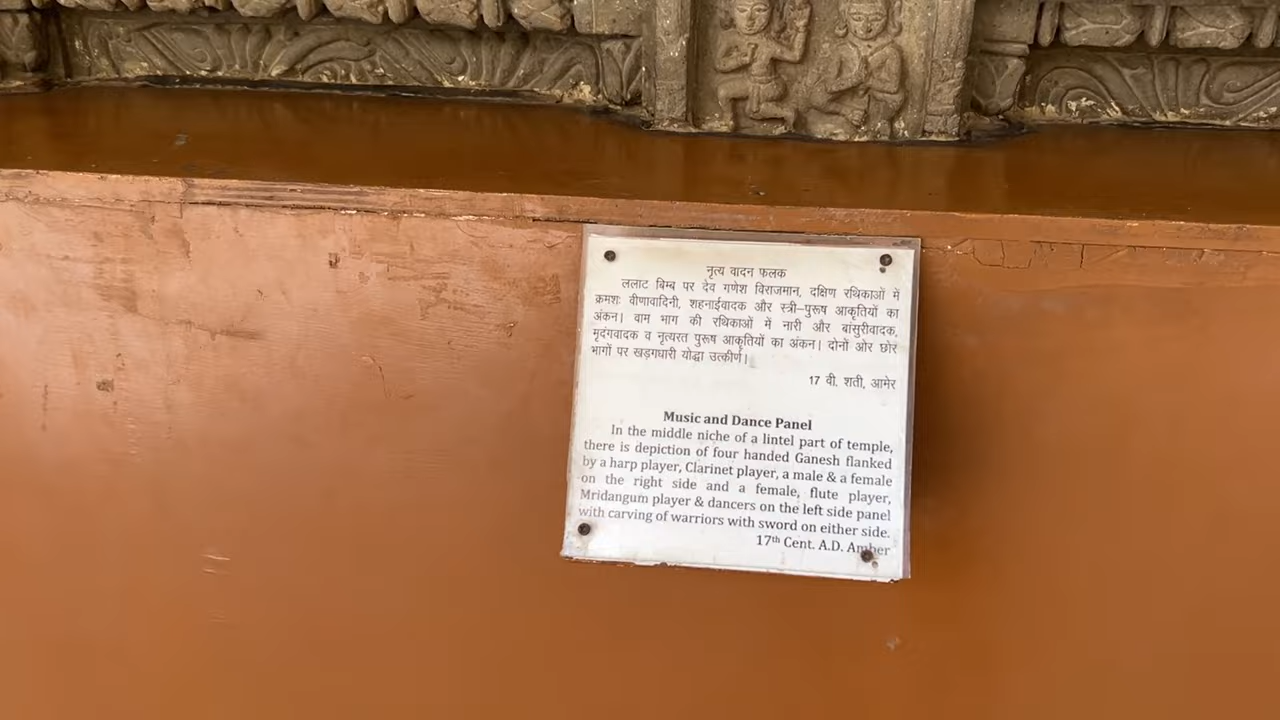 नृत्य वादन फलक
ललाट बिम्ब पर देव गणेश विराजमान, दक्षिण रथिकाओं में
क्रमशः वीणावादिनी, शहनाईवादक और स्त्री–पुरूष आकृतियों का
अंकन। वाम भाग की रथिकाओं में नारी और बांसुरीवादक,
मृदंगवादक व नृत्यरत पुरूष आकृतियों का अंकन। दोनों ओर छोर
भागों पर खड़गधारी योद्धा उत्कीर्ण।
17 वी. शती, आमेर
Music and Dance Panel
In the middle niche of a lintel part of temple,
there is depiction of four handed Ganesh flanked
by a harp player, Clarinet player, a male & a female
on the right side and a female, flute player,
Mridangum player & dancers on the left side panel
with carving of warriors with sword on either side.
17th Cent. A.D. Amber